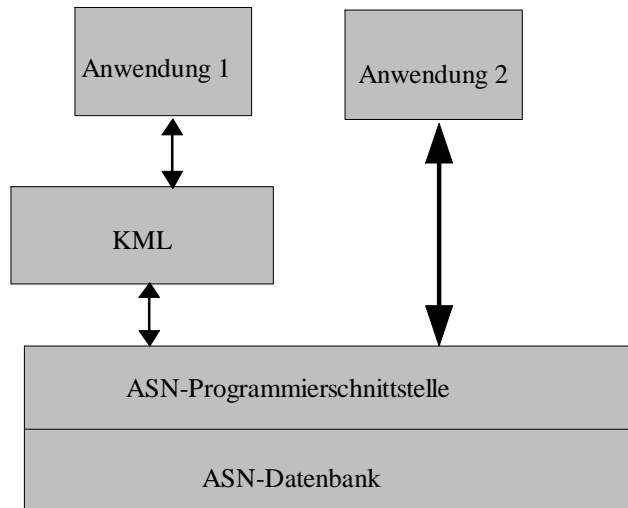 Anwendung 1
Anwendung 2
KML
ASN-Programmierschnittstelle
ASN-Datenbank